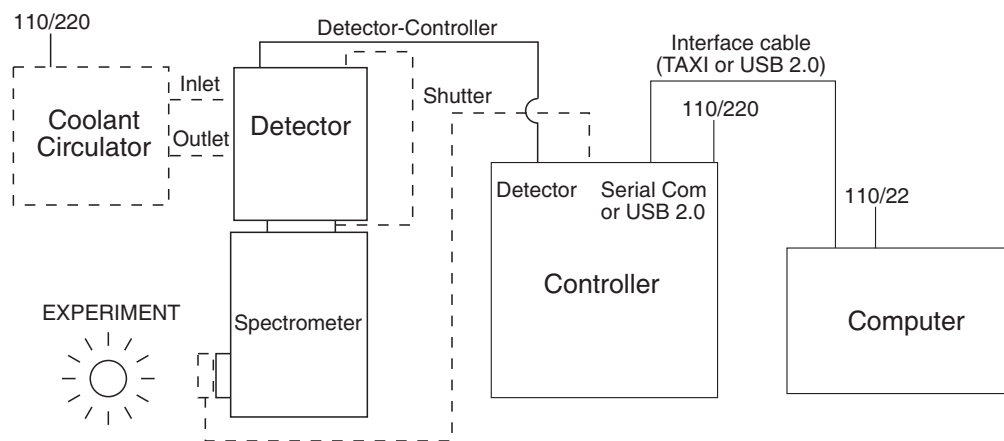 110/220
Detector-Controller
Interface cable
(TAXI or USB 2.0)
Inlet
Shutter
110/220
Coolant
Circulator
Detector
Outlet
Detector
Serial Com
or USB 2.0
110/22
Controller
EXPERIMENT
Spectrometer
Computer